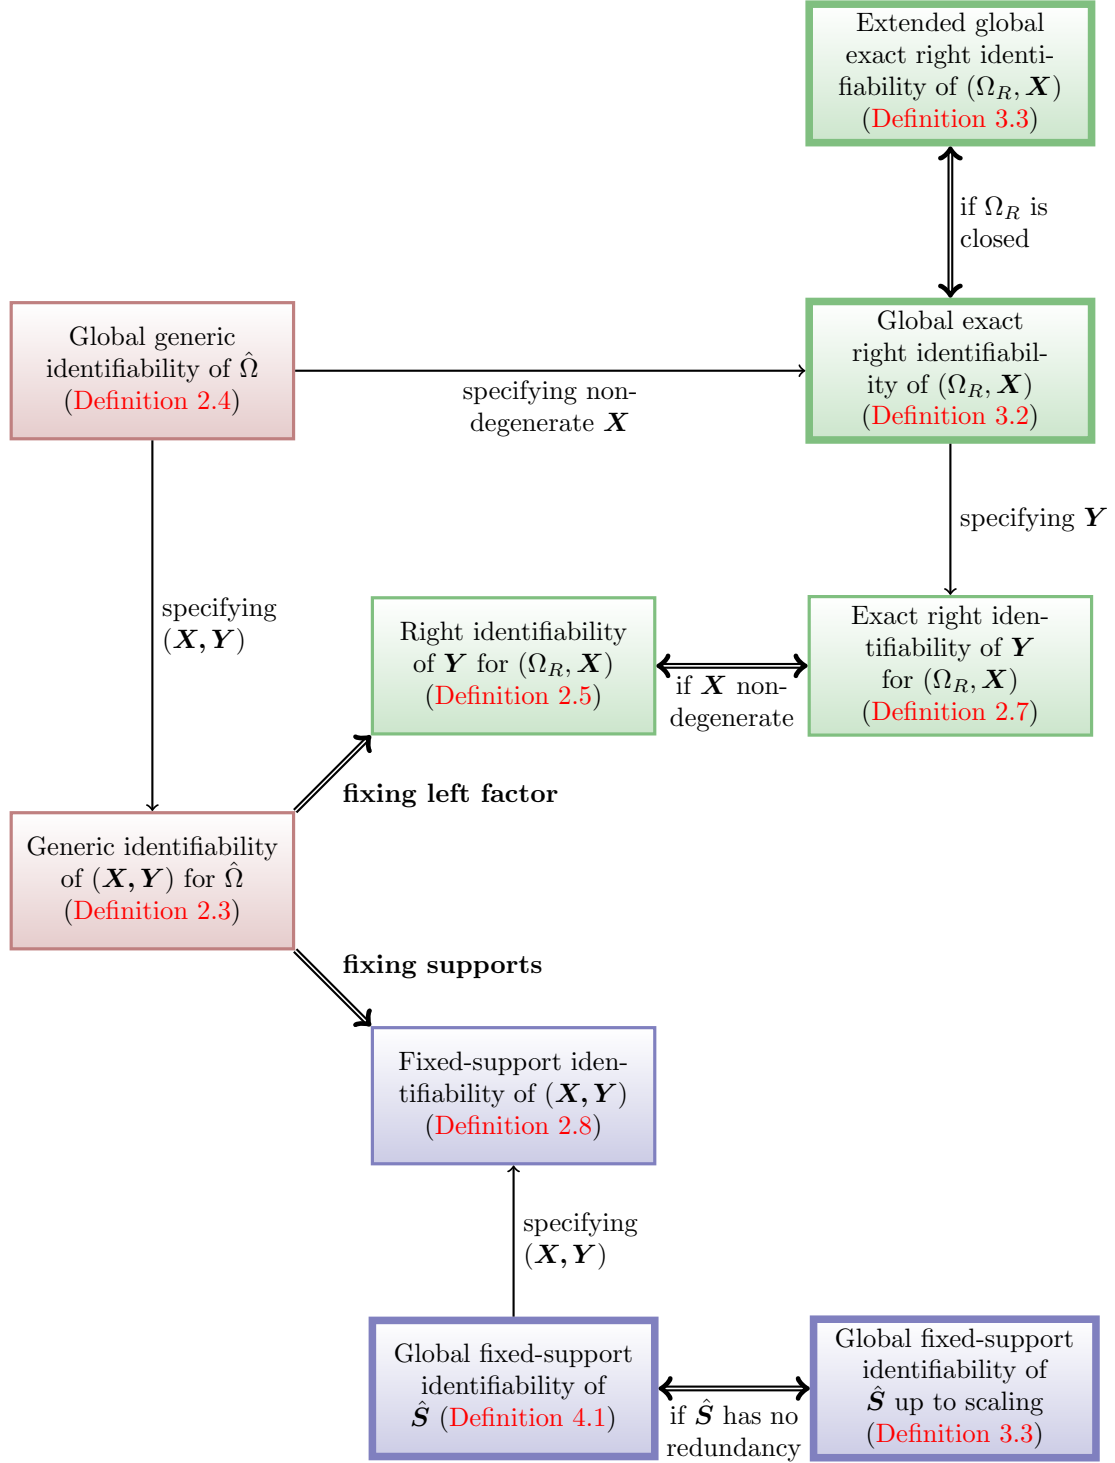 Extended global
exact right identi-
fiability of (Ω_R, X)
(Definition 3.3)
if Ω_R is
closed
Global generic
identifiability of Ω̂
(Definition 2.4)
specifying non-
degenerate X
Global exact
right identifiabil-
ity of (Ω_R, X)
(Definition 3.2)
specifying Y
specifying
(X, Y)
Right identifiability
of Y for (Ω_R, X)
(Definition 2.5)
if X non-
degenerate
Exact right iden-
tifiability of Y
for (Ω_R, X)
(Definition 2.7)
fixing left factor
Generic identifiability
of (X, Y) for Ω̂
(Definition 2.3)
fixing supports
Fixed-support iden-
tifiability of (X, Y)
(Definition 2.8)
specifying
(X, Y)
Global fixed-support
identifiability of
Ŝ (Definition 4.1)
if Ŝ has no
redundancy
Global fixed-support
identifiability of
Ŝ up to scaling
(Definition 3.3)